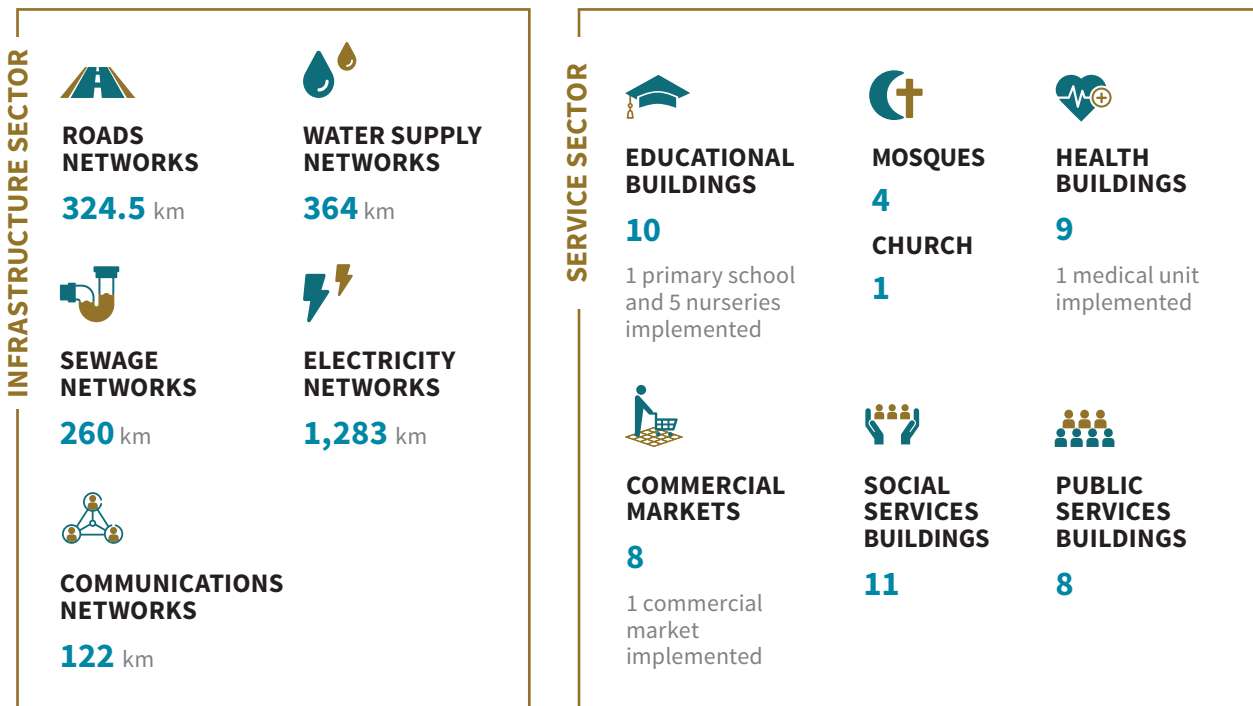 INFRASTRUCTURE SECTOR
ROADS
NETWORKS
324.5 km
WATER SUPPLY
NETWORKS
364 km
SEWAGE
NETWORKS
260 km
ELECTRICITY
NETWORKS
1,283 km
COMMUNICATIONS
NETWORKS
122 km
SERVICE SECTOR
EDUCATIONAL
BUILDINGS
10
1 primary school
and 5 nurseries
implemented
MOSQUES
4
CHURCH
1
HEALTH
BUILDINGS
9
1 medical unit
implemented
COMMERCIAL
MARKETS
8
1 commercial
market
implemented
SOCIAL
SERVICES
BUILDINGS
11
PUBLIC
SERVICES
BUILDINGS
8